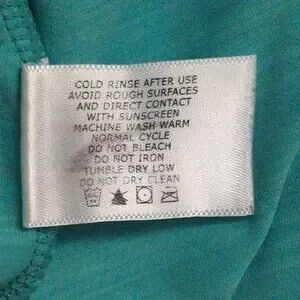 COLD RINSE AFTER USE
AVOID ROUGH SURFACES
AND DIRECT CONTACT
WITH SUNSCREEN
MACHINE WASH WARM
NORMAL CYCLE
DO NOT BLEACH
DO NOT IRON
TUMBLE DRY LOW
DO NOT DRY CLEAN